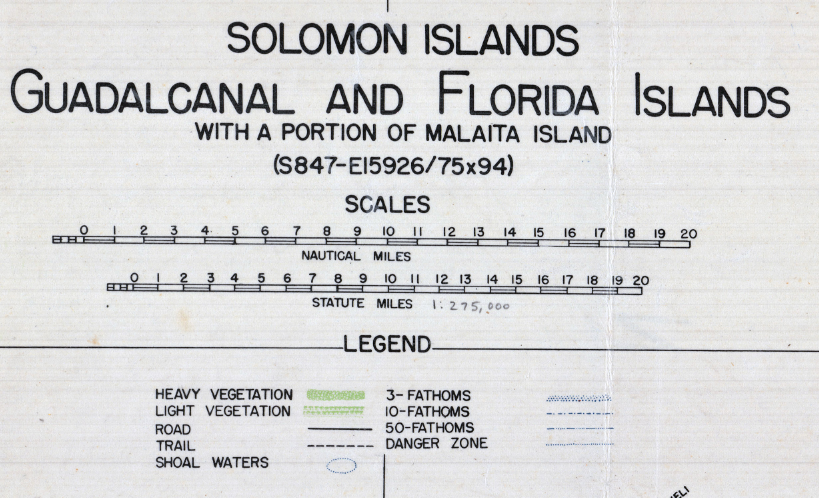 SOLOMON ISLANDS
GUADALCANAL AND FLORIDA ISLANDS
WITH A PORTION OF MALAITA ISLAND
(S847-E15926/75x94)
SCALES
0 1 2 3 4 5 6 7 8 9 10 11 12 13 14 15 16 17 18 19 20
NAUTICAL MILES
0 1 2 3 4 5 6 7 8 9 10 11 12 13 14 15 16 17 18 19 20
STATUTE MILES 1:275,000
LEGEND
HEAVY VEGETATION 3-FATHOMS
LIGHT VEGETATION 10-FATHOMS
ROAD 50-FATHOMS
TRAIL DANGER ZONE
SHOAL WATERS